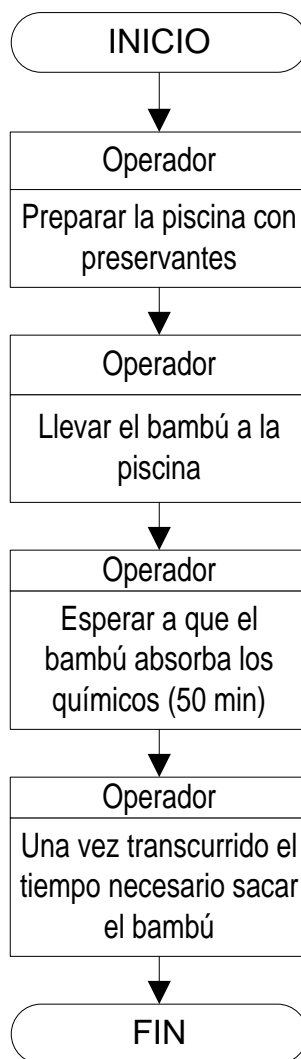 INICIO
Operador
Preparar la piscina con
preservantes
Operador
Llevar el bambú a la
piscina
Operador
Esperar a que el
bambú absorba los
químicos (50 min)
Operador
Una vez transcurrido el
tiempo necesario sacar
el bambú
FIN